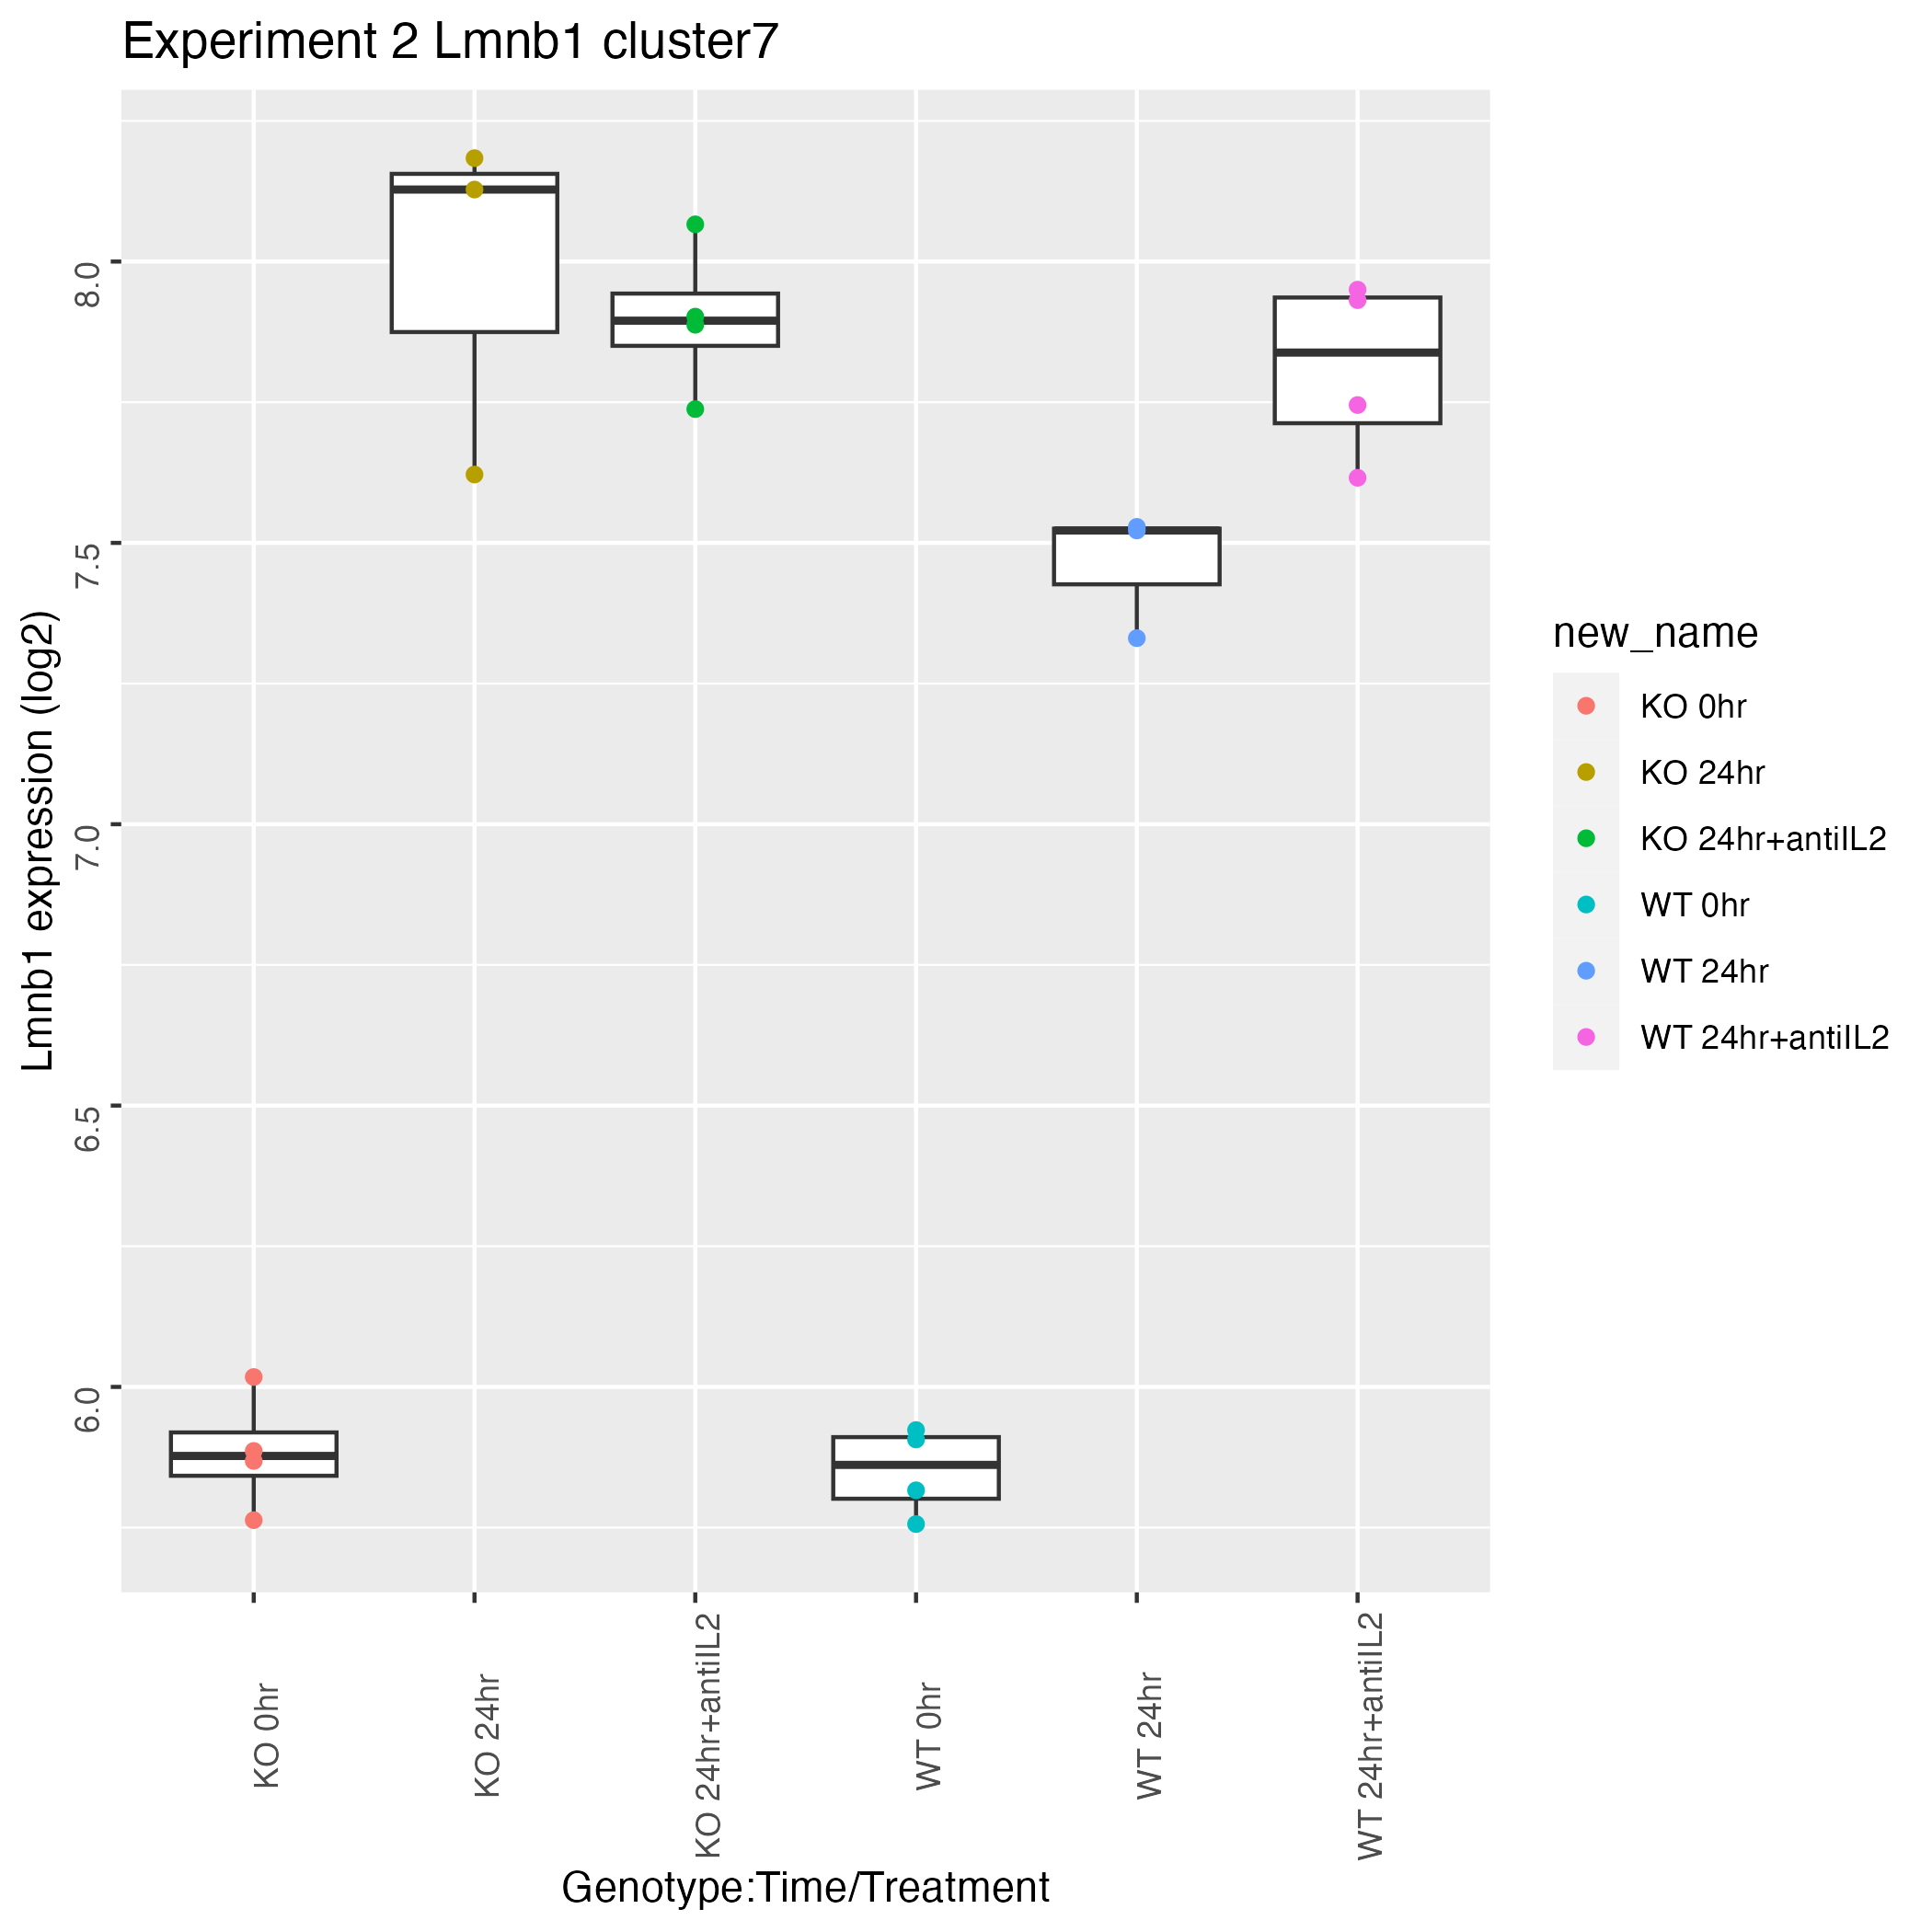 Experiment 2 Lmnb1 cluster7
Lmnb1 expression (log2)
8.0
7.5
7.0
6.5
6.0
KO 0hr
KO 24hr
KO 24hr+antiIL2
WT 0hr
WT 24hr
WT 24hr+antiIL2
Genotype:Time/Treatment
new_name
KO 0hr
KO 24hr
KO 24hr+antiIL2
WT 0hr
WT 24hr
WT 24hr+antiIL2